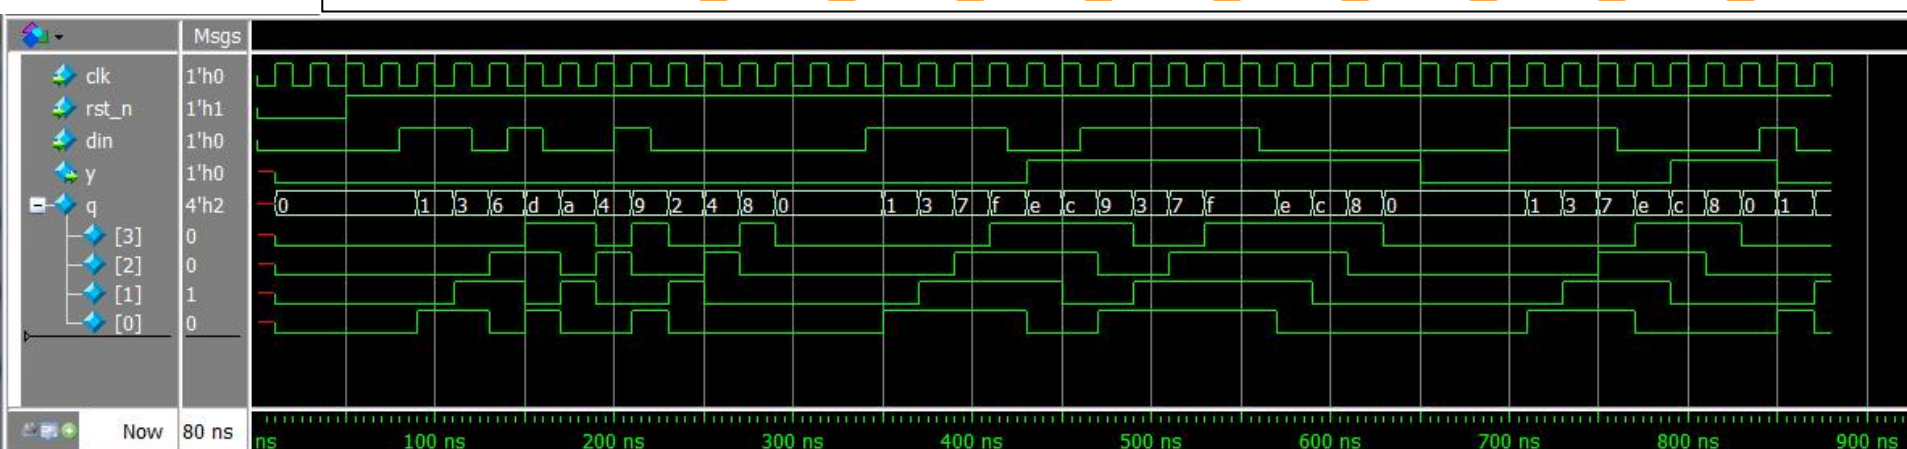 Msgs
clk 1'h0
rst_n 1'h1
din 1'h0
y 1'h0
q 4'h2 0 1 3 6 d a 4 9 2 4 8 0 1 3 7 f e c 9 3 7 f e c 8 0 1 3 7 e c 8 0 1
[3] 0
[2] 0
[1] 1
[0] 0
Now 80 ns ns 100 ns 200 ns 300 ns 400 ns 500 ns 600 ns 700 ns 800 ns 900 ns